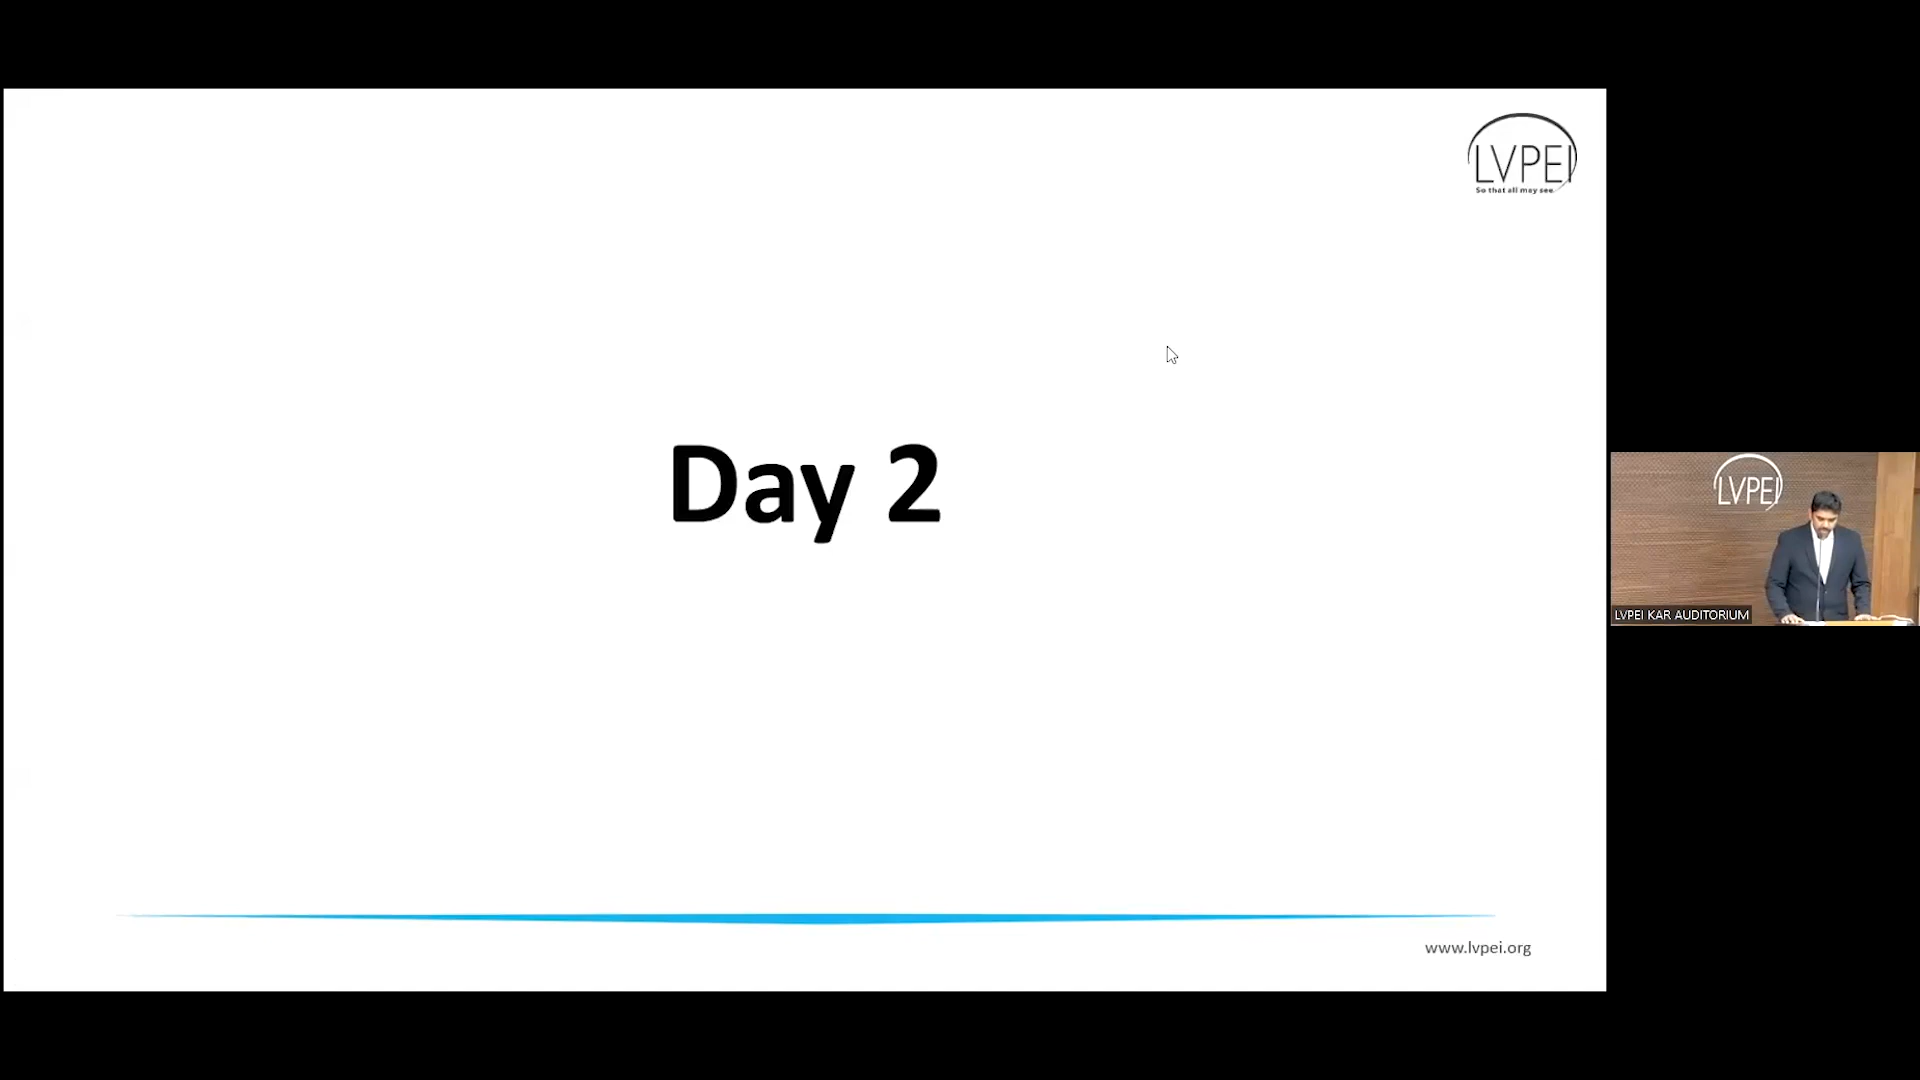 LVPEI
So that all may see.
Day 2
www.lvpei.org
LVPEI
LVPEI KAR AUDITORIUM